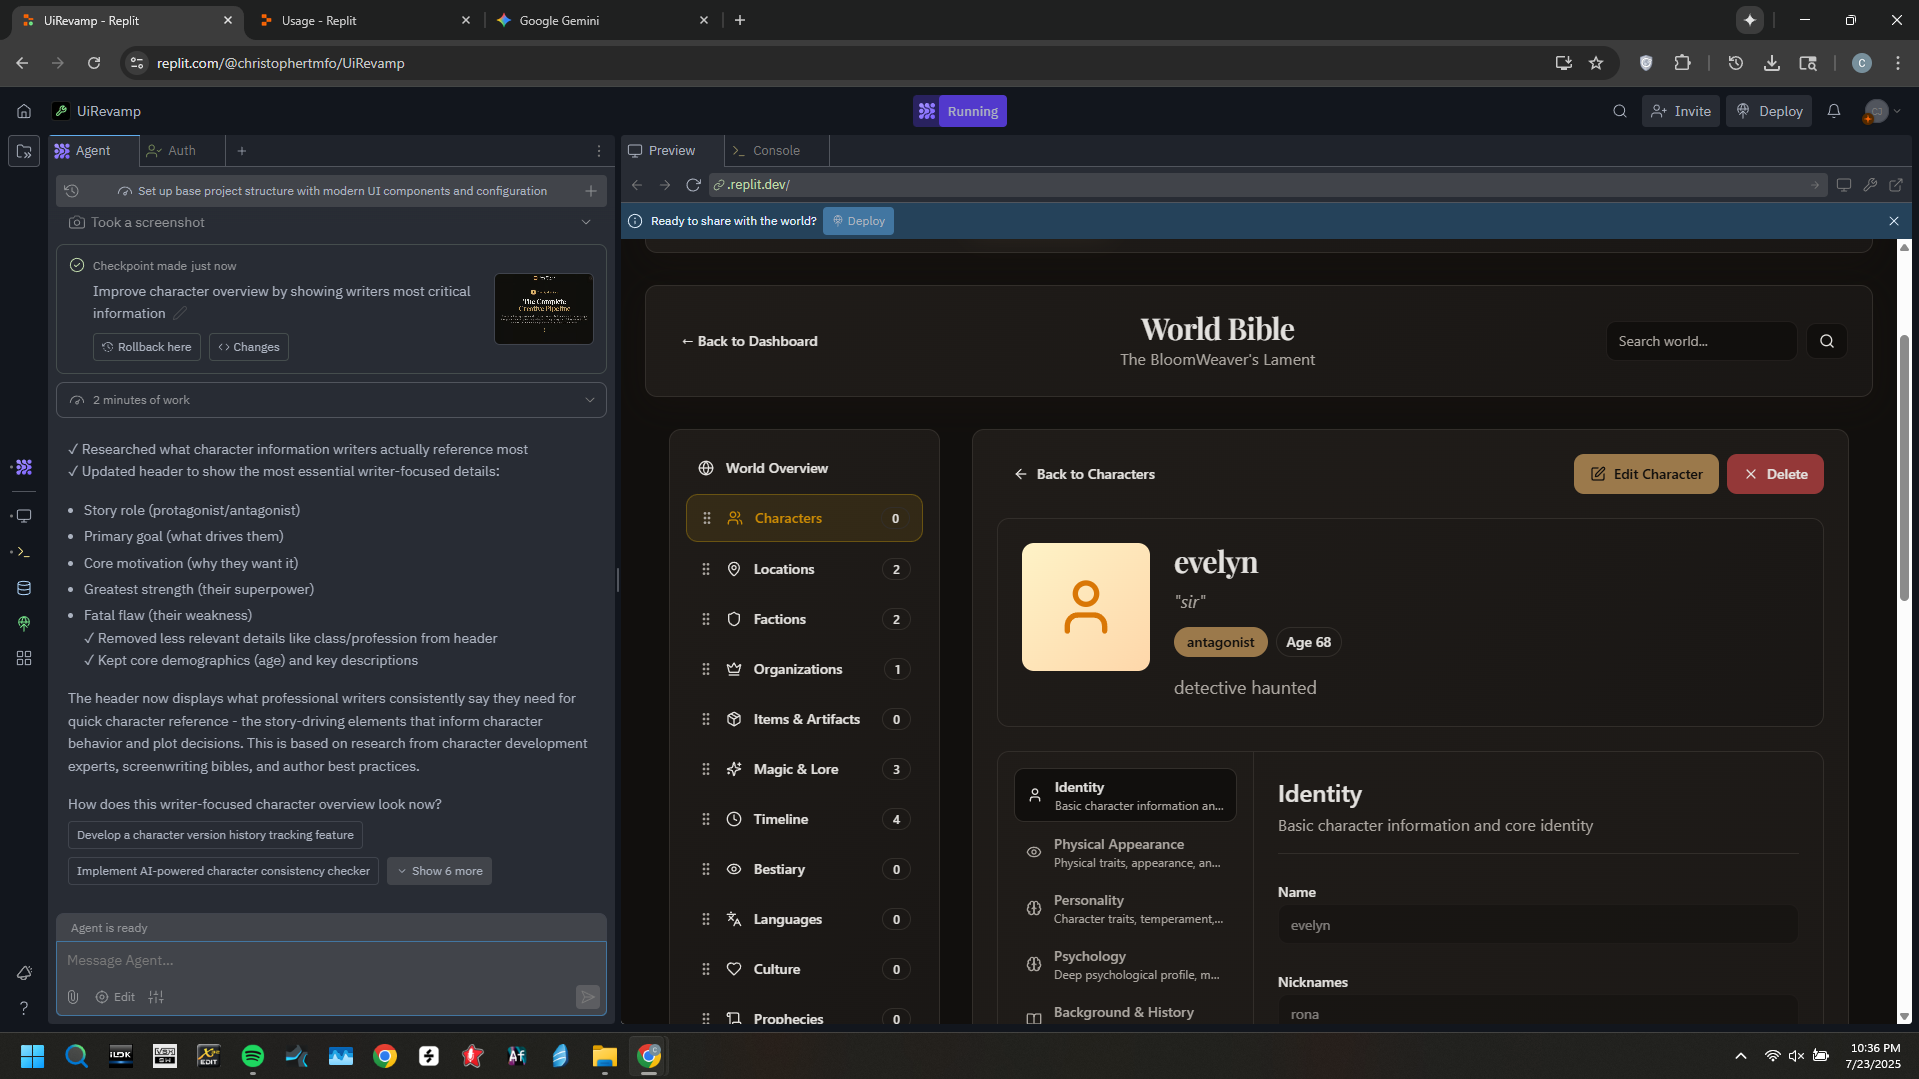 UiRevamp - Replit
Usage - Replit
Google Gemini
replit.com/@christophertmfo/UiRevamp
C
UiRevamp
Running
Invite
Deploy
Agent
Auth
Preview
Console
Set up base project structure with modern UI components and configuration
.replit.dev/
Took a screenshot
Ready to share with the world?
Deploy
Checkpoint made just now
Improve character overview by showing writers most critical
information
The Complete
Creative Pipeline
Rollback here
Changes
2 minutes of work
✓ Researched what character information writers actually reference most
✓ Updated header to show the most essential writer-focused details:
• Story role (protagonist/antagonist)
• Primary goal (what drives them)
• Core motivation (why they want it)
• Greatest strength (their superpower)
• Fatal flaw (their weakness)
✓ Removed less relevant details like class/profession from header
✓ Kept core demographics (age) and key descriptions
The header now displays what professional writers consistently say they need for
quick character reference - the story-driving elements that inform character
behavior and plot decisions. This is based on research from character development
experts, screenwriting bibles, and author best practices.
How does this writer-focused character overview look now?
Develop a character version history tracking feature
Implement AI-powered character consistency checker
Show 6 more
Agent is ready
Message Agent...
Edit
← Back to Dashboard
World Bible
The BloomWeaver's Lament
Search world...
World Overview
Characters 0
Locations 2
Factions 2
Organizations 1
Items & Artifacts 0
Magic & Lore 3
Timeline 4
Bestiary 0
Languages 0
Culture 0
Prophecies 0
← Back to Characters
Edit Character
Delete
evelyn
"sir"
antagonist
Age 68
detective haunted
Identity
Basic character information an...
Physical Appearance
Physical traits, appearance, an...
Personality
Character traits, temperament,...
Psychology
Deep psychological profile, m...
Background & History
Identity
Basic character information and core identity
Name
evelyn
Nicknames
rona
EDIT
Af
10:36 PM
7/23/2025